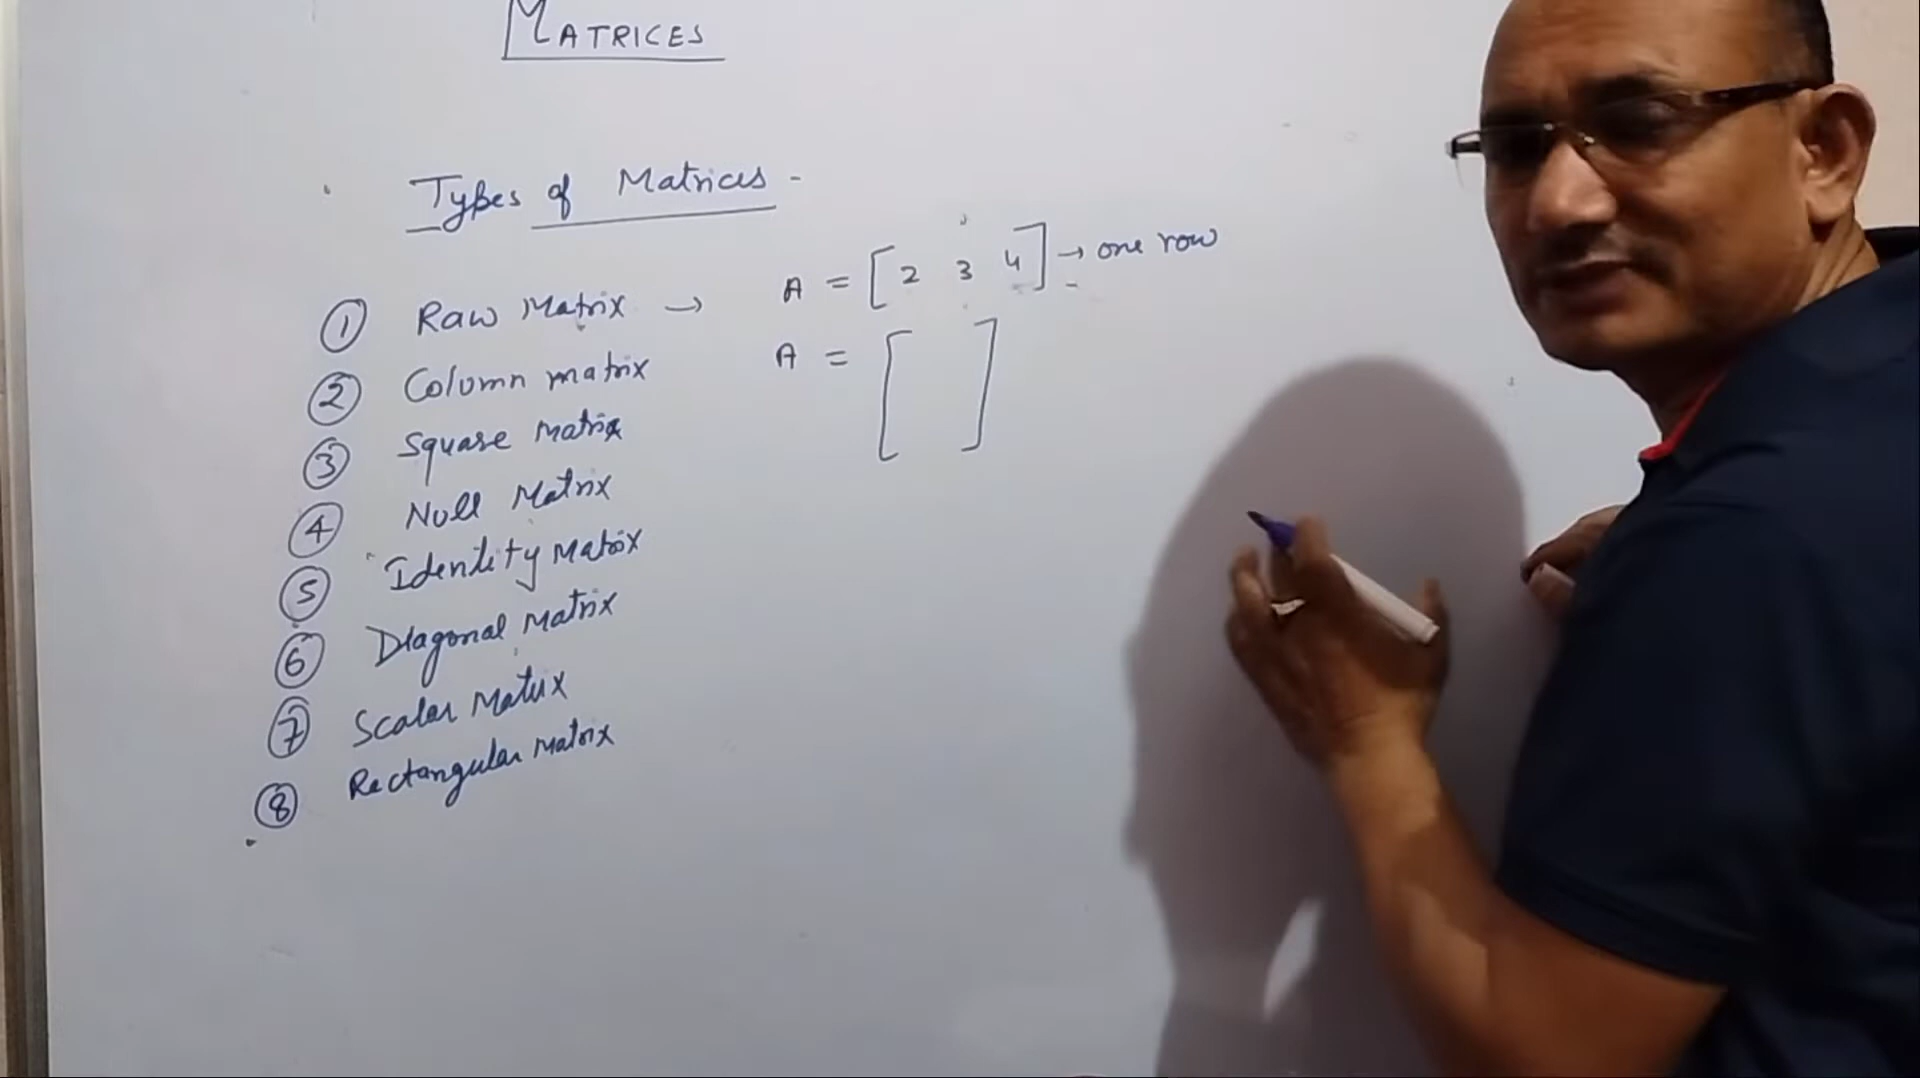 MATRICES
Types of Matrices -
① Raw Matrix → A = [2 3 4] → one row
② Column matrix A = [ ]
③ Square Matrix
④ Null Matrix
⑤ Identity Matrix
⑥ Diagonal Matrix
⑦ Scalar Matrix
⑧ Rectangular Matrix